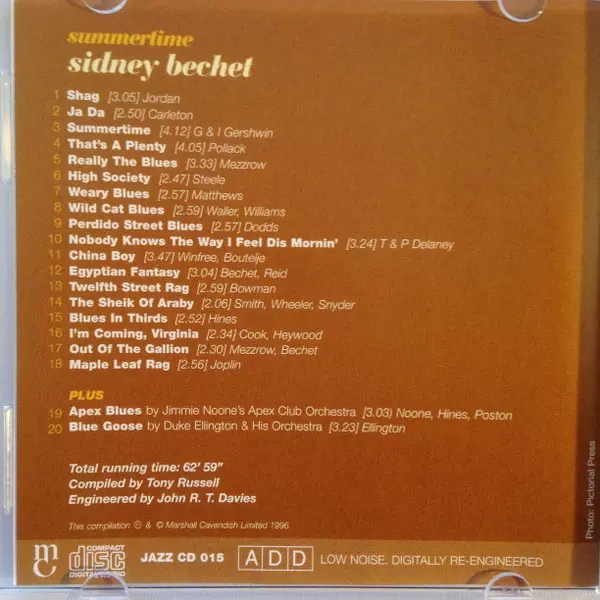 summertime
sidney bechet
1 Shag [3.05] Jordan
2 Ja Da [2.50] Carleton
3 Summertime [4.12] G & I Gershwin
4 That's A Plenty [4.05] Pollack
5 Really The Blues [3.33] Mezzrow
6 High Society [2.47] Steele
7 Weary Blues [2.57] Matthews
8 Wild Cat Blues [2.59] Waller, Williams
9 Perdido Street Blues [2.57] Dodds
10 Nobody Knows The Way I Feel Dis Mornin' [3.24] T & P Delaney
11 China Boy [3.47] Winfree, Boutelje
12 Egyptian Fantasy [3.04] Bechet, Reid
13 Twelfth Street Rag [2.59] Bowman
14 The Sheik Of Araby [2.06] Smith, Wheeler, Snyder
15 Blues In Thirds [2.52] Hines
16 I'm Coming, Virginia [2.34] Cook, Heywood
17 Out Of The Gallion [2.30] Mezzrow, Bechet
18 Maple Leaf Rag [2.56] Joplin
PLUS
19 Apex Blues by Jimmie Noone's Apex Club Orchestra [3.03) Noone, Hines, Poston
20 Blue Goose by Duke Ellington & His Orchestra [3.23] Ellington
Total running time: 62' 59"
Compiled by Tony Russell
Engineered by John R. T. Davies
This compilation ℗ & © Marshall Cavendish Limited 1996
mc COMPACT disc DIGITAL AUDIO JAZZ CD 015 ADD LOW NOISE. DIGITALLY RE-ENGINEERED
Photo: Pictorial Press